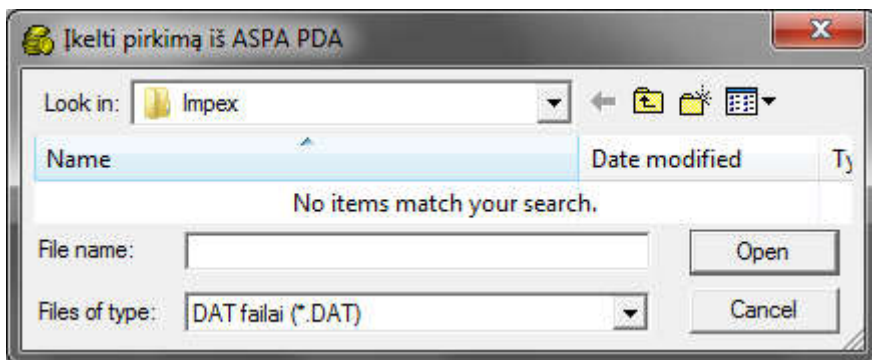 Įkelti pirkimą iš ASPA PDA
Look in: Impex
Name Date modified Ty
No items match your search.
File name: Open
Files of type: DAT failai (*.DAT) Cancel